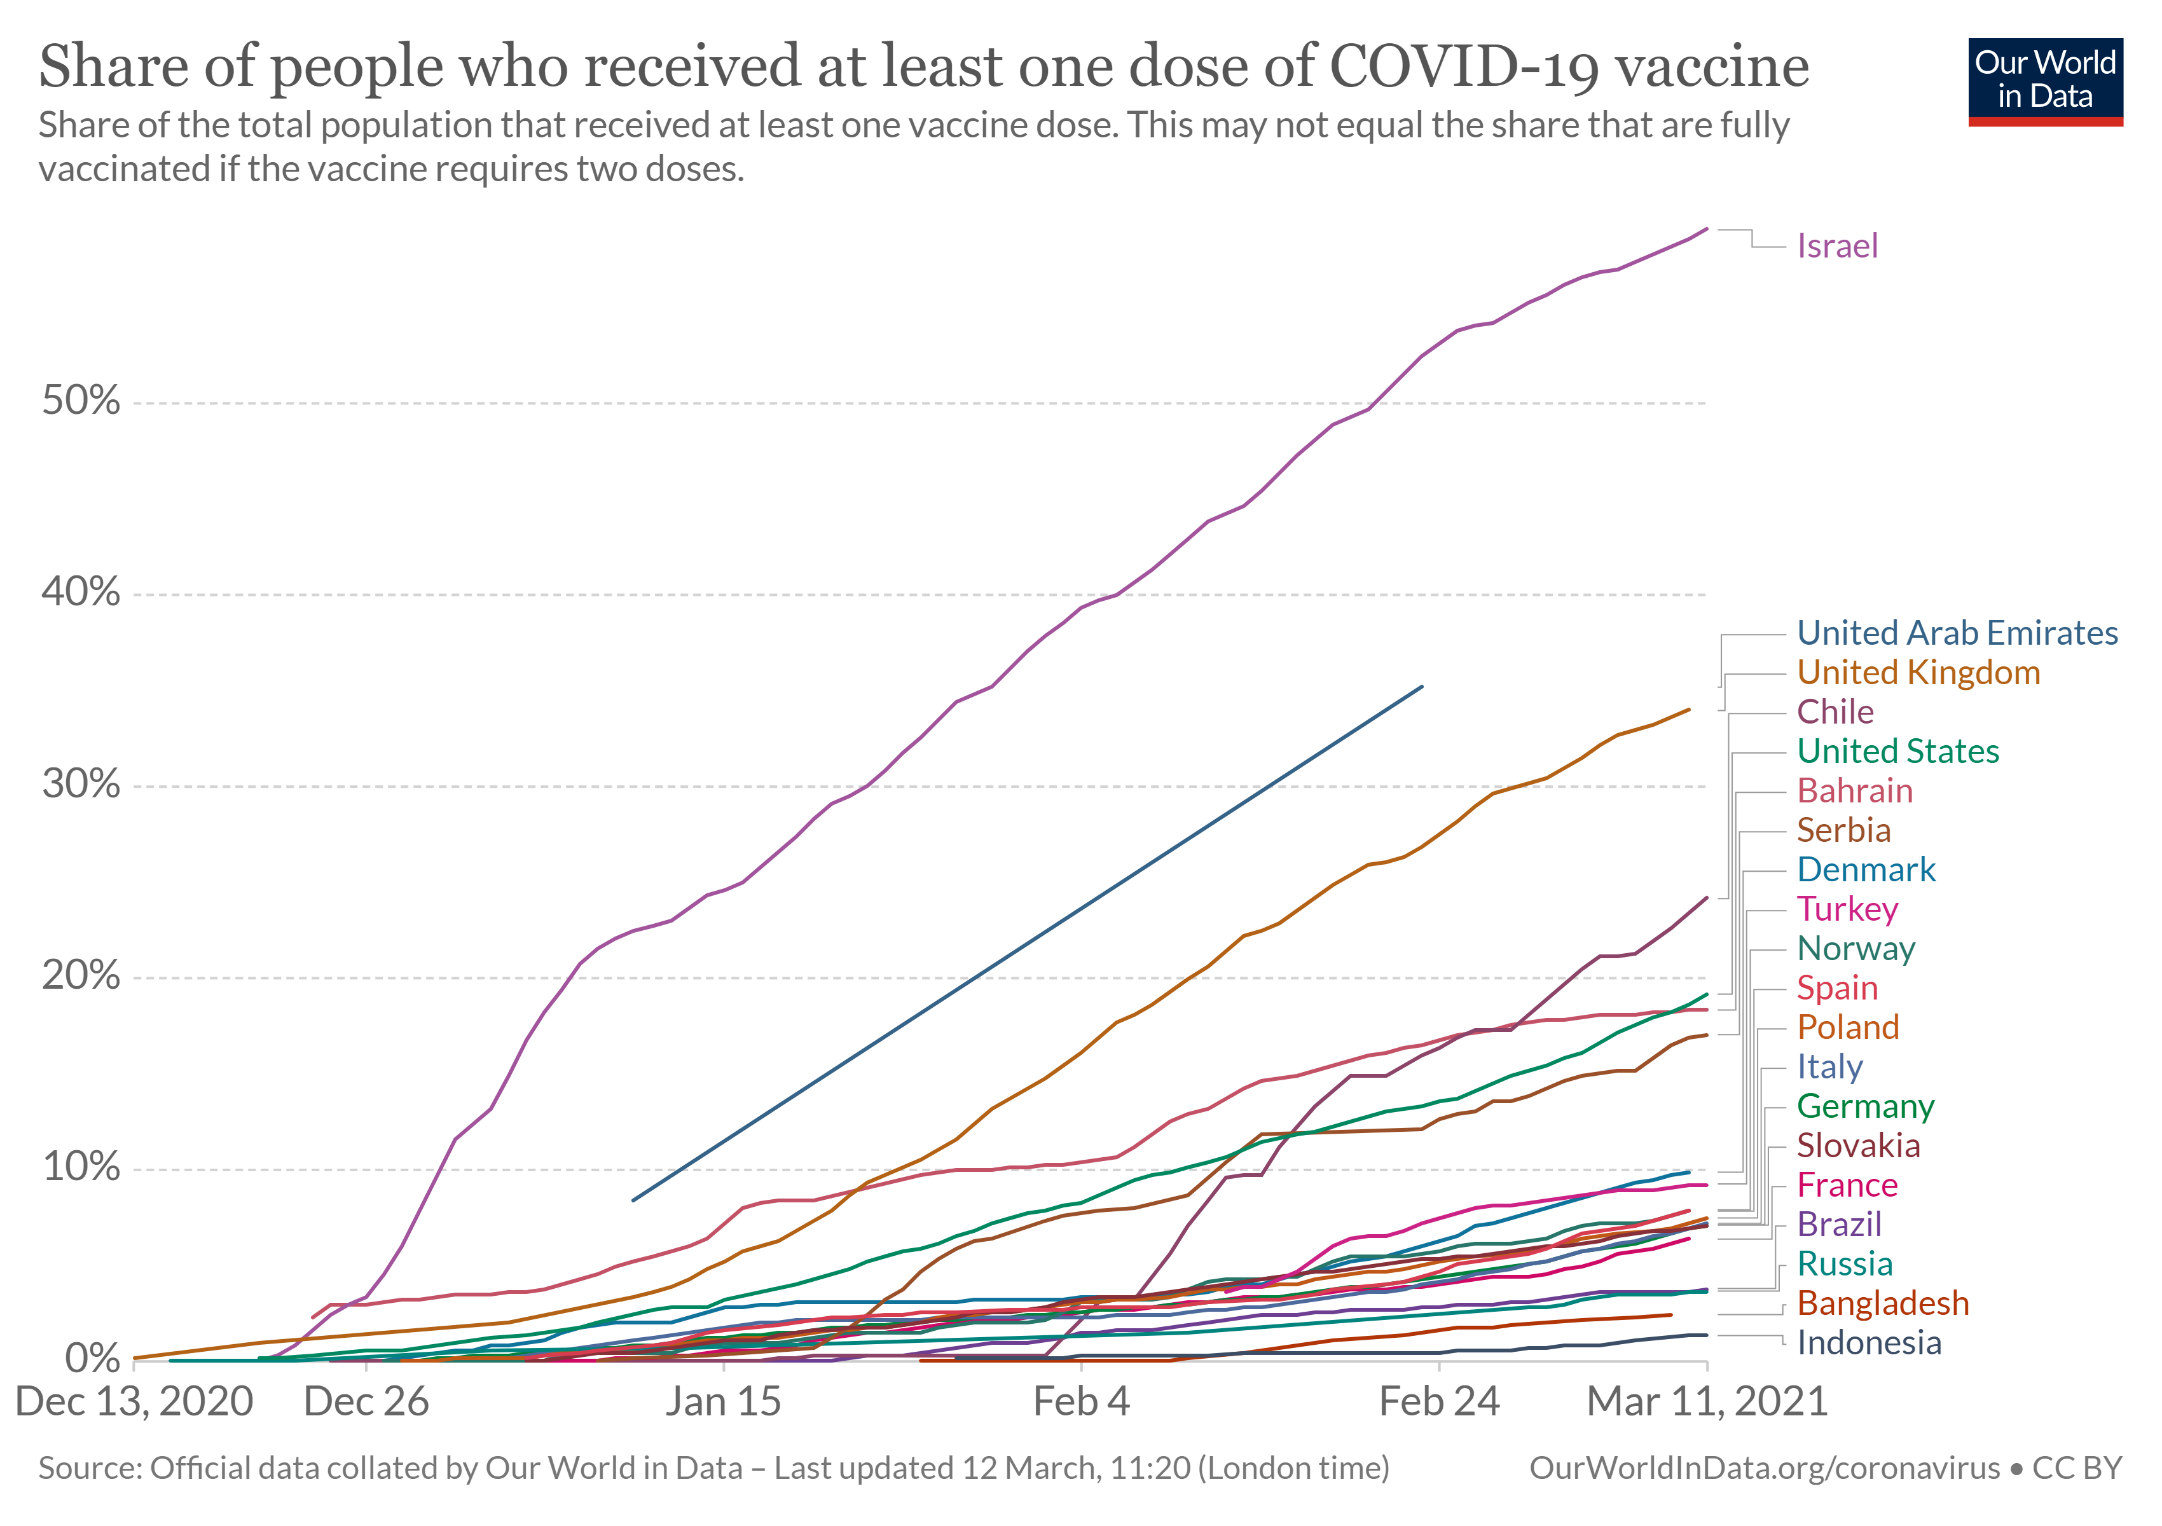 Share of people who received at least one dose of COVID-19 vaccine
Our World
in Data
Share of the total population that received at least one vaccine dose. This may not equal the share that are fully
vaccinated if the vaccine requires two doses.
50%
40%
30%
20%
10%
0%
Israel
United Arab Emirates
United Kingdom
Chile
United States
Bahrain
Serbia
Denmark
Turkey
Norway
Spain
Poland
Italy
Germany
Slovakia
France
Brazil
Russia
Bangladesh
Indonesia
Dec 13, 2020
Dec 26
Jan 15
Feb 4
Feb 24
Mar 11, 2021
Source: Official data collated by Our World in Data – Last updated 12 March, 11:20 (London time)
OurWorldInData.org/coronavirus • CC BY